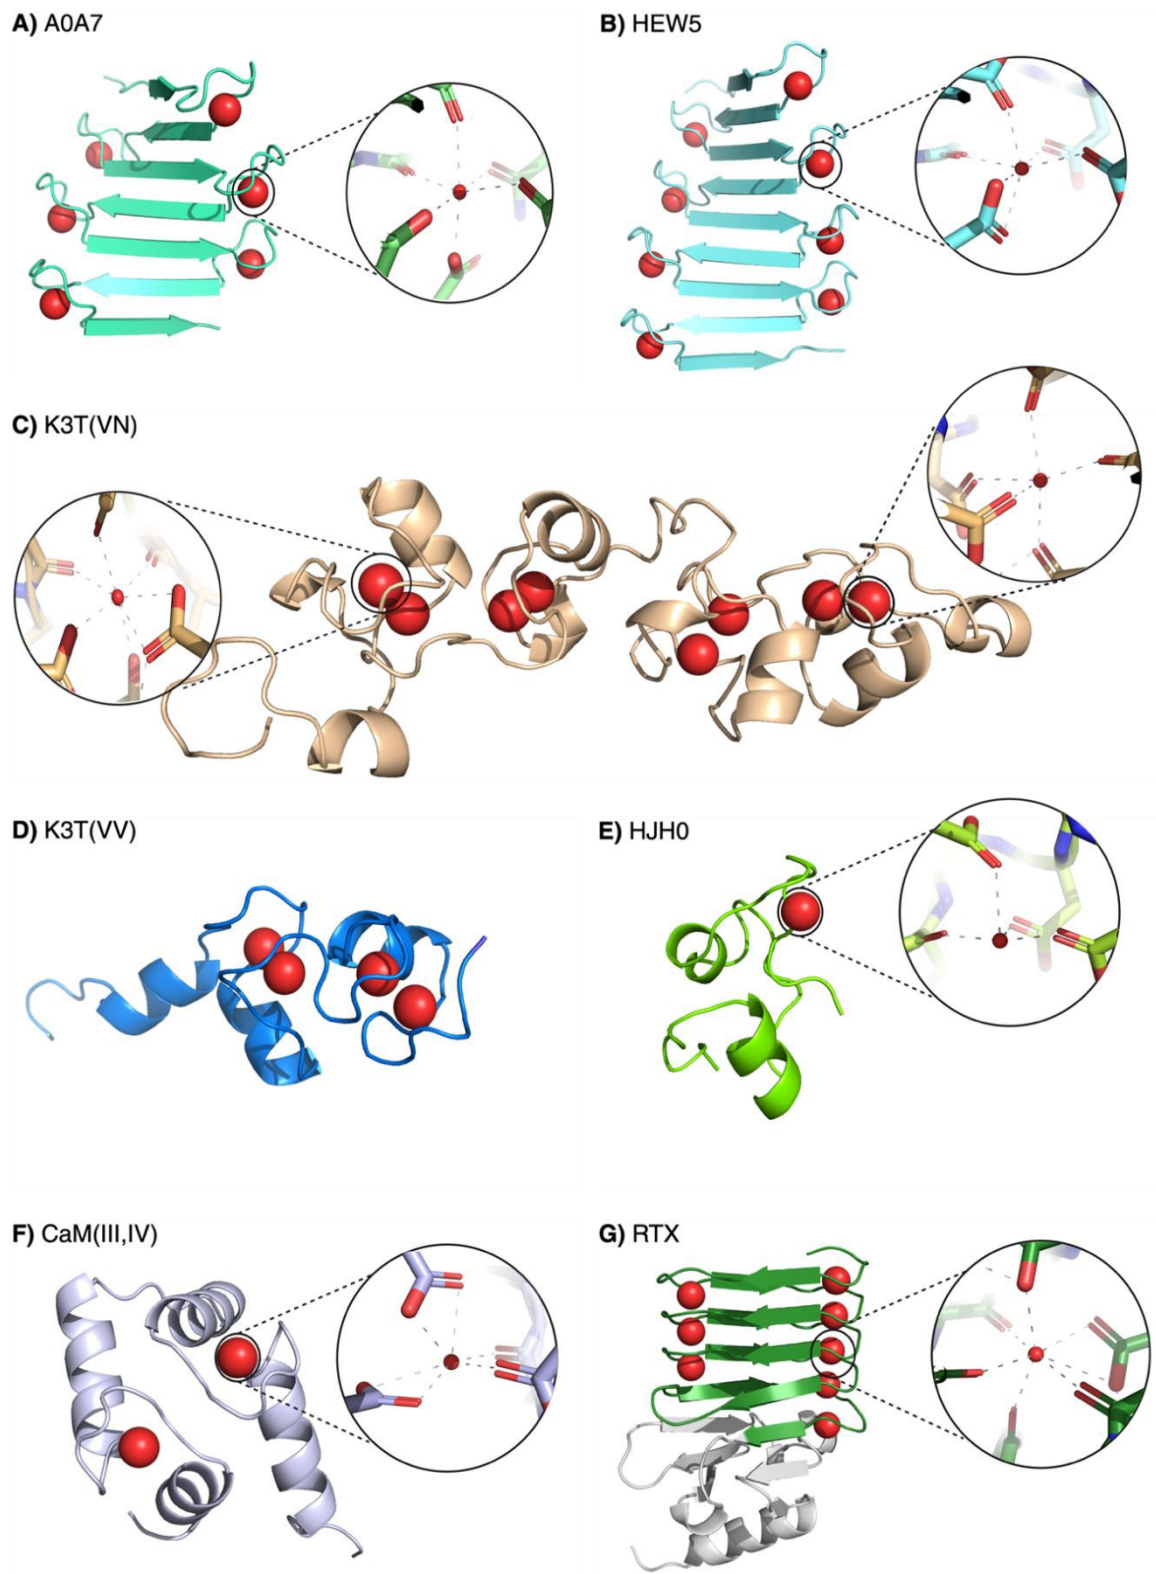 A) A0A7
B) HEW5
C) K3T(VN)
D) K3T(VV)
E) HJH0
F) CaM(III,IV)
G) RTX